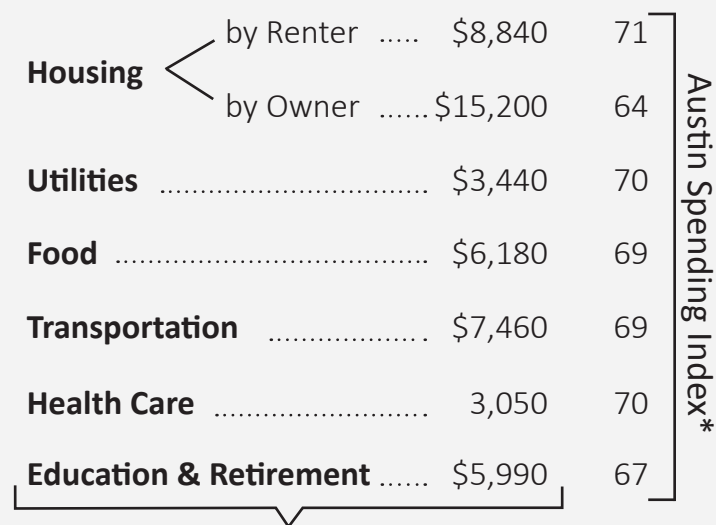 by Renter ..... $8,840 71
Housing
by Owner ...... $15,200 64
Utilities ................................. $3,440 70
Food ....................................... $6,180 69
Transportation .................... $7,460 69
Health Care .......................... 3,050 70
Education & Retirement ...... $5,990 67
Austin Spending Index*